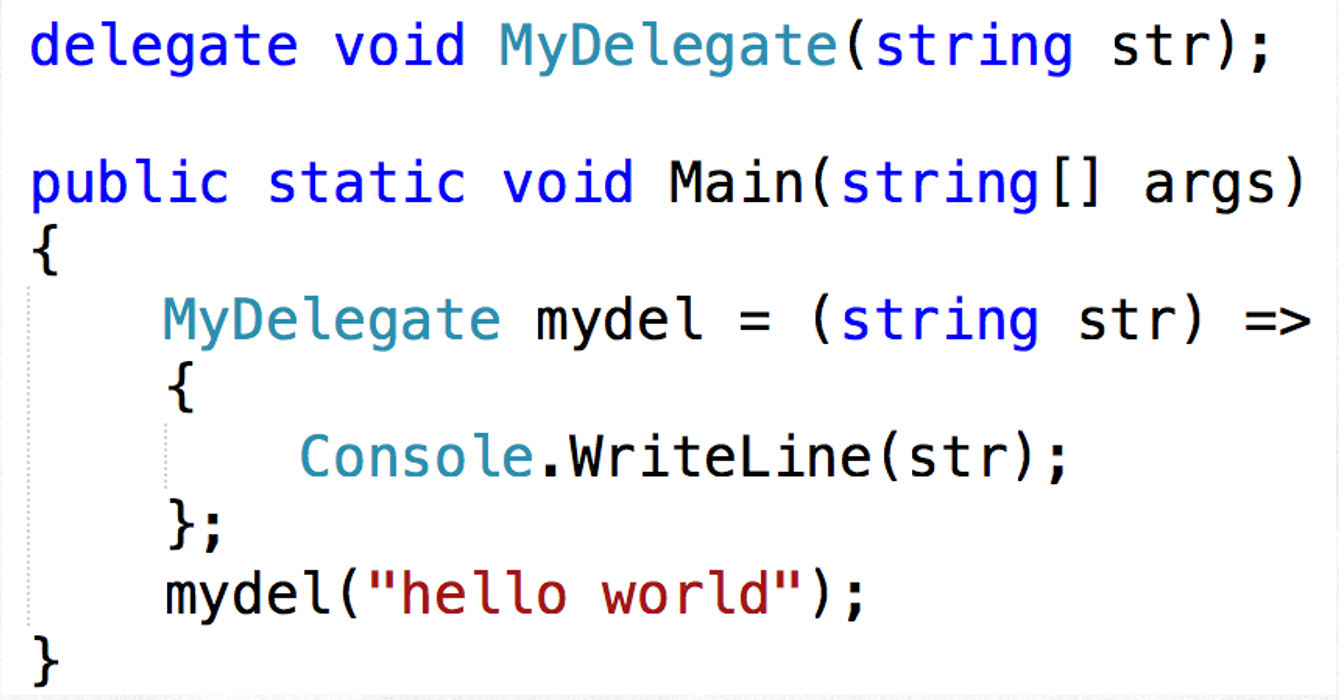 delegate void MyDelegate(string str);
public static void Main(string[] args)
{
MyDelegate mydel = (string str) =>
{
Console.WriteLine(str);
};
mydel("hello world");
}